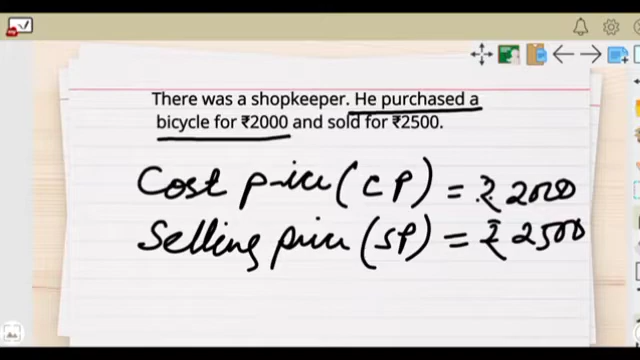 There was a shopkeeper. He purchased a
bicycle for ₹2000 and sold for ₹2500.
Cost price (CP) = ₹2000
Selling price (SP) = ₹2500